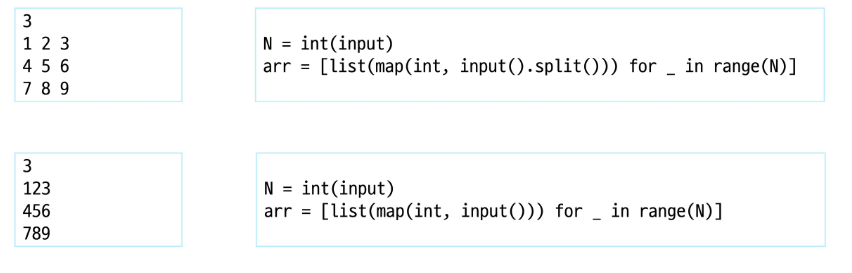 3
1 2 3
4 5 6
7 8 9
N = int(input)
arr = [list(map(int, input().split())) for _ in range(N)]
3
123
456
789
N = int(input)
arr = [list(map(int, input())) for _ in range(N)]